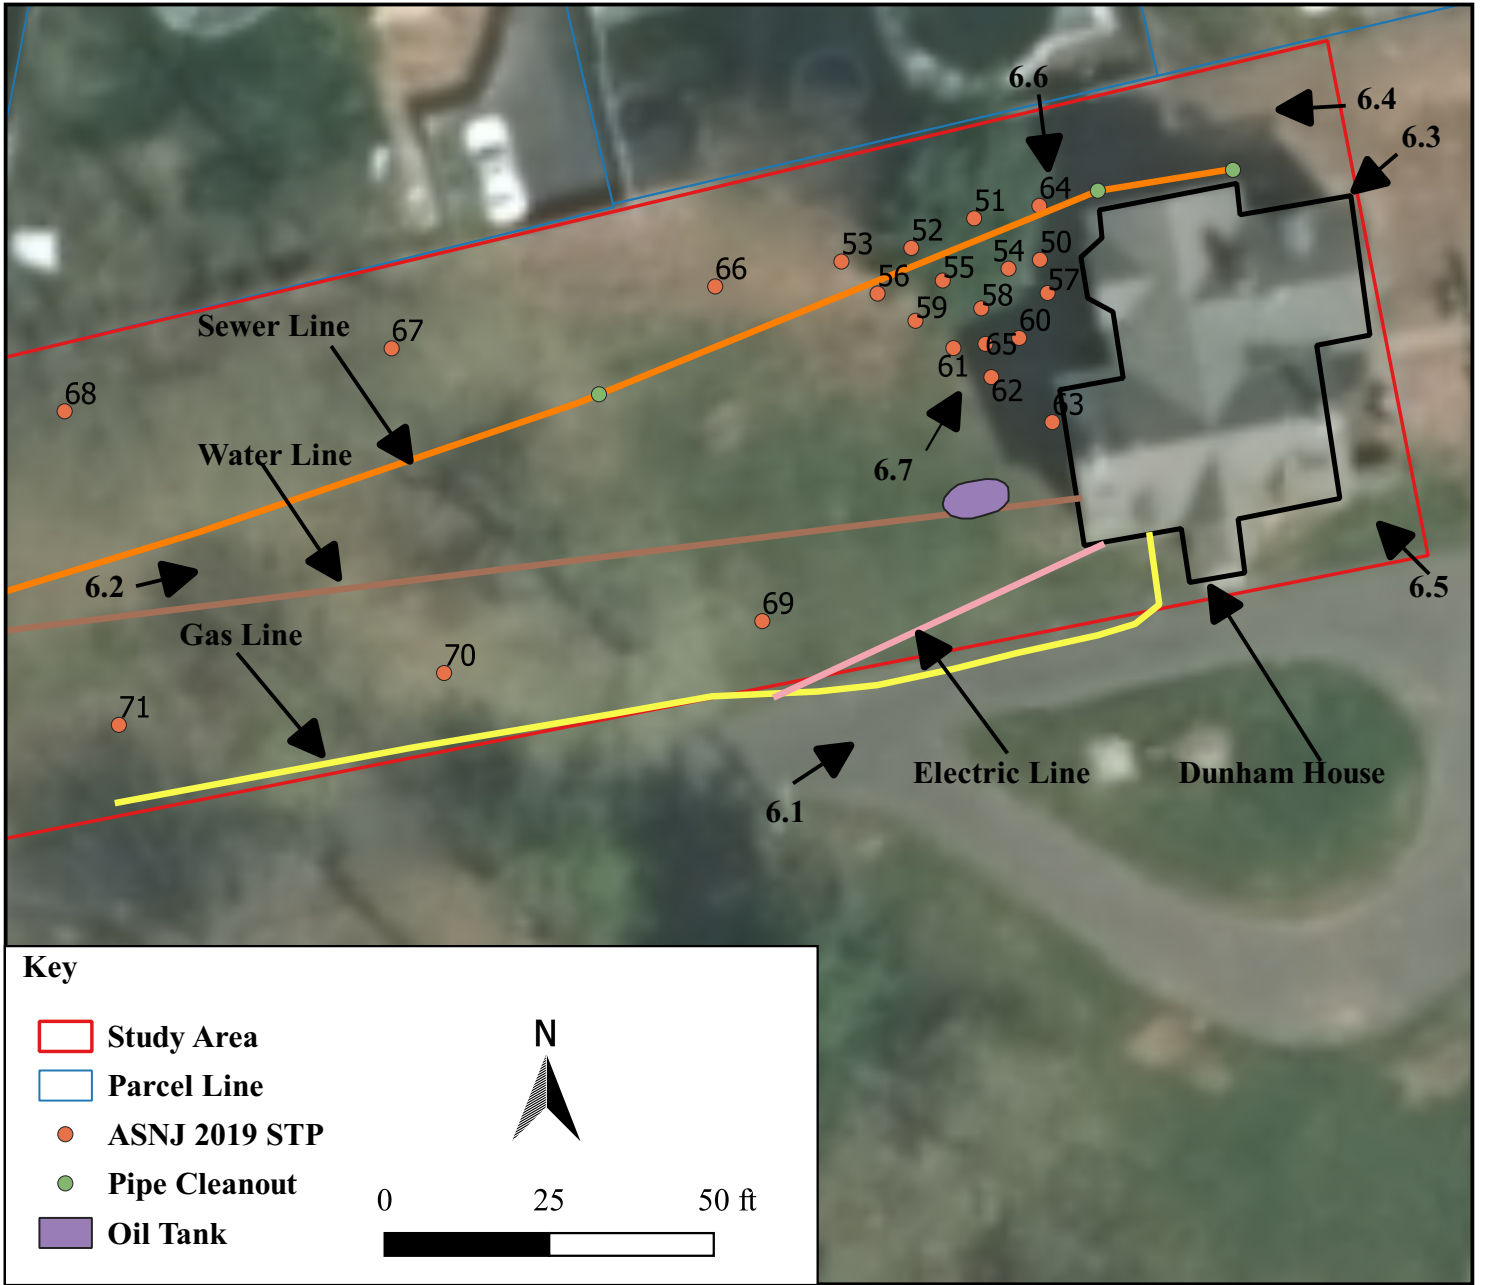 6.6
6.4
6.3
64
51
52
50
53
54
66
55
56
57
58
Sewer Line
59
60
67
65
61
68
62
63
Water Line
6.7
6.2
6.5
69
Gas Line
70
71
Electric Line
Dunham House
6.1
Key
Study Area
N
Parcel Line
ASNJ 2019 STP
Pipe Cleanout
0 25 50 ft
Oil Tank